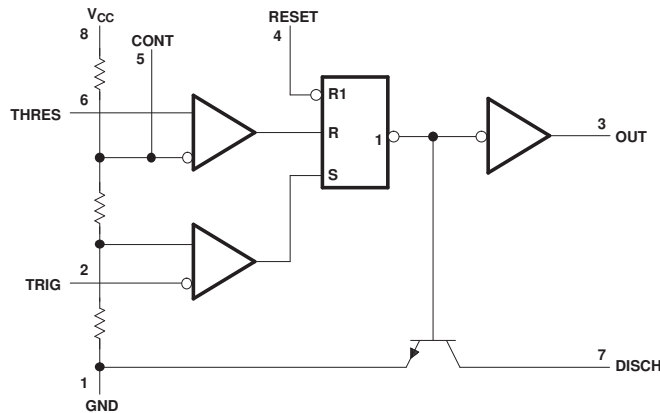 VCC
8
CONT
5
RESET
4
6
THRES
R1
R
1
S
3
OUT
2
TRIG
7
DISCH
1
GND